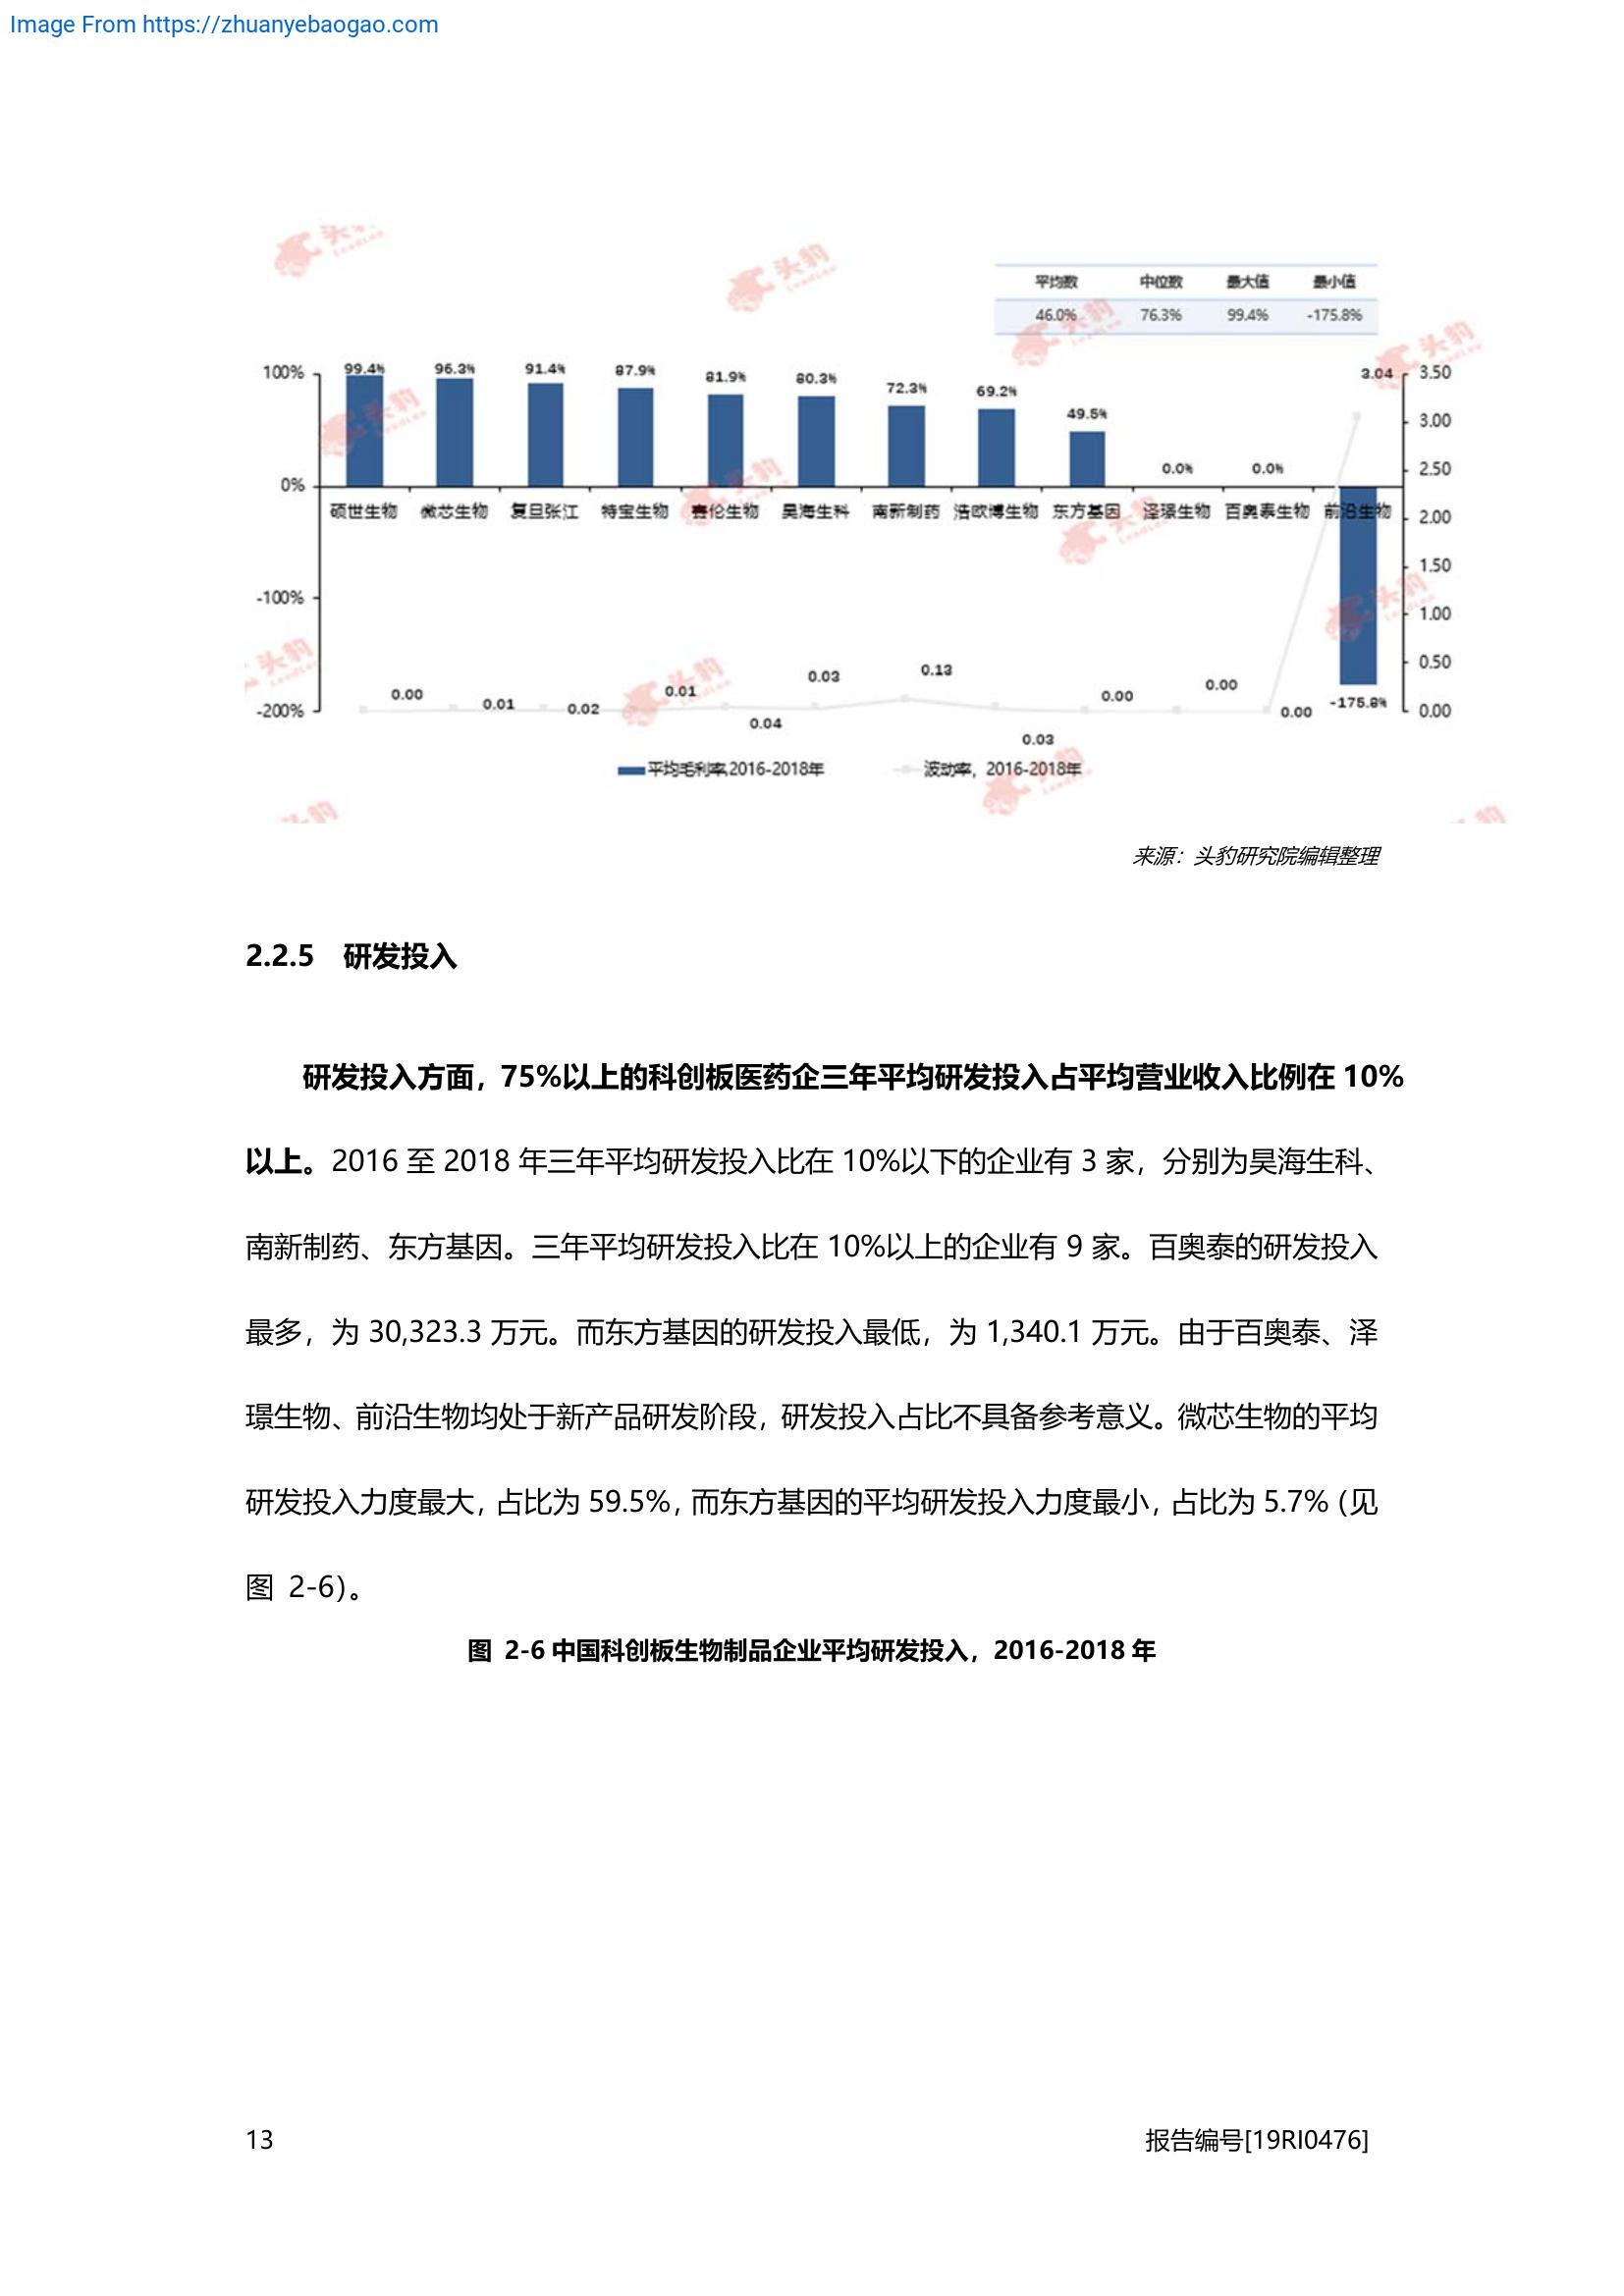 Image From https://zhuanyebaogao.com
头豹
头豹
LeadLeo
平均数 中位数 最大值 最小值
46.0% 76.3% 99.4% -175.8%
100% 99.4% 96.3% 91.4% 87.9% 81.9% 80.3% 72.3% 69.2% 49.5% 0.0% 0.0% 3.04 3.50
3.00
2.50
0%
硕世生物 微芯生物 复旦张江 特宝生物 赛伦生物 昊海生科 南新制药 浩欧博生物 东方基因 泽璟生物 百奥泰生物 前沿生物 2.00
1.50
-100%
1.00
0.50
0.00 0.01 0.02 0.01 0.04 0.03 0.13 0.03 0.00 0.00 0.00 -175.8%
-200% 0.00
平均毛利率,2016-2018年 波动率，2016-2018年
来源：头豹研究院编辑整理
2.2.5 研发投入
研发投入方面，75%以上的科创板医药企三年平均研发投入占平均营业收入比例在 10%
以上。2016 至 2018 年三年平均研发投入比在 10%以下的企业有 3 家，分别为昊海生科、
南新制药、东方基因。三年平均研发投入比在 10%以上的企业有 9 家。百奥泰的研发投入
最多，为 30,323.3 万元。而东方基因的研发投入最低，为 1,340.1 万元。由于百奥泰、泽
璟生物、前沿生物均处于新产品研发阶段，研发投入占比不具备参考意义。微芯生物的平均
研发投入力度最大，占比为 59.5%，而东方基因的平均研发投入力度最小，占比为 5.7%（见
图 2-6）。
图 2-6 中国科创板生物制品企业平均研发投入，2016-2018 年
13 报告编号[19RI0476]